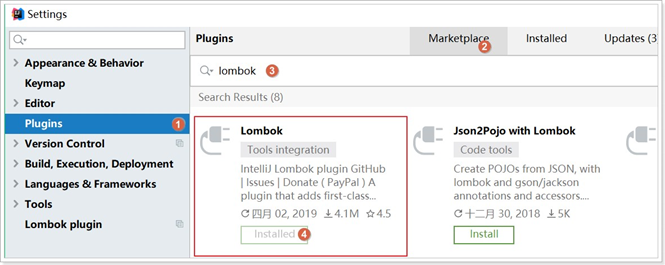 Settings
Appearance & Behavior
Keymap
Editor
Plugins 1
Version Control
Build, Execution, Deployment
Languages & Frameworks
Tools
Lombok plugin
Plugins Marketplace 2 Installed Updates (3)
lombok 3
Search Results (8)
Lombok
Tools integration
IntelliJ Lombok plugin GitHub
| Issues | Donate ( PayPal ) A
plugin that adds first-class...
四月 02, 2019 4.1M 4.5
Installed 4
Json2Pojo with Lombok
Code tools
Create POJOs from JSON, with
lombok and gson/jackson
annotations and accessors....
十二月 30, 2018 5K
Install